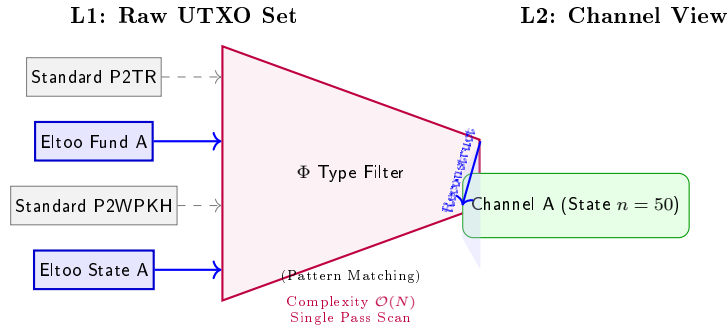 L1: Raw UTXO Set
L2: Channel View
Standard P2TR
Eltoo Fund A
Standard P2WPKH
Eltoo State A
Φ Type Filter
Reconstruct
Channel A (State n = 50)
(Pattern Matching)
Complexity O(N)
Single Pass Scan